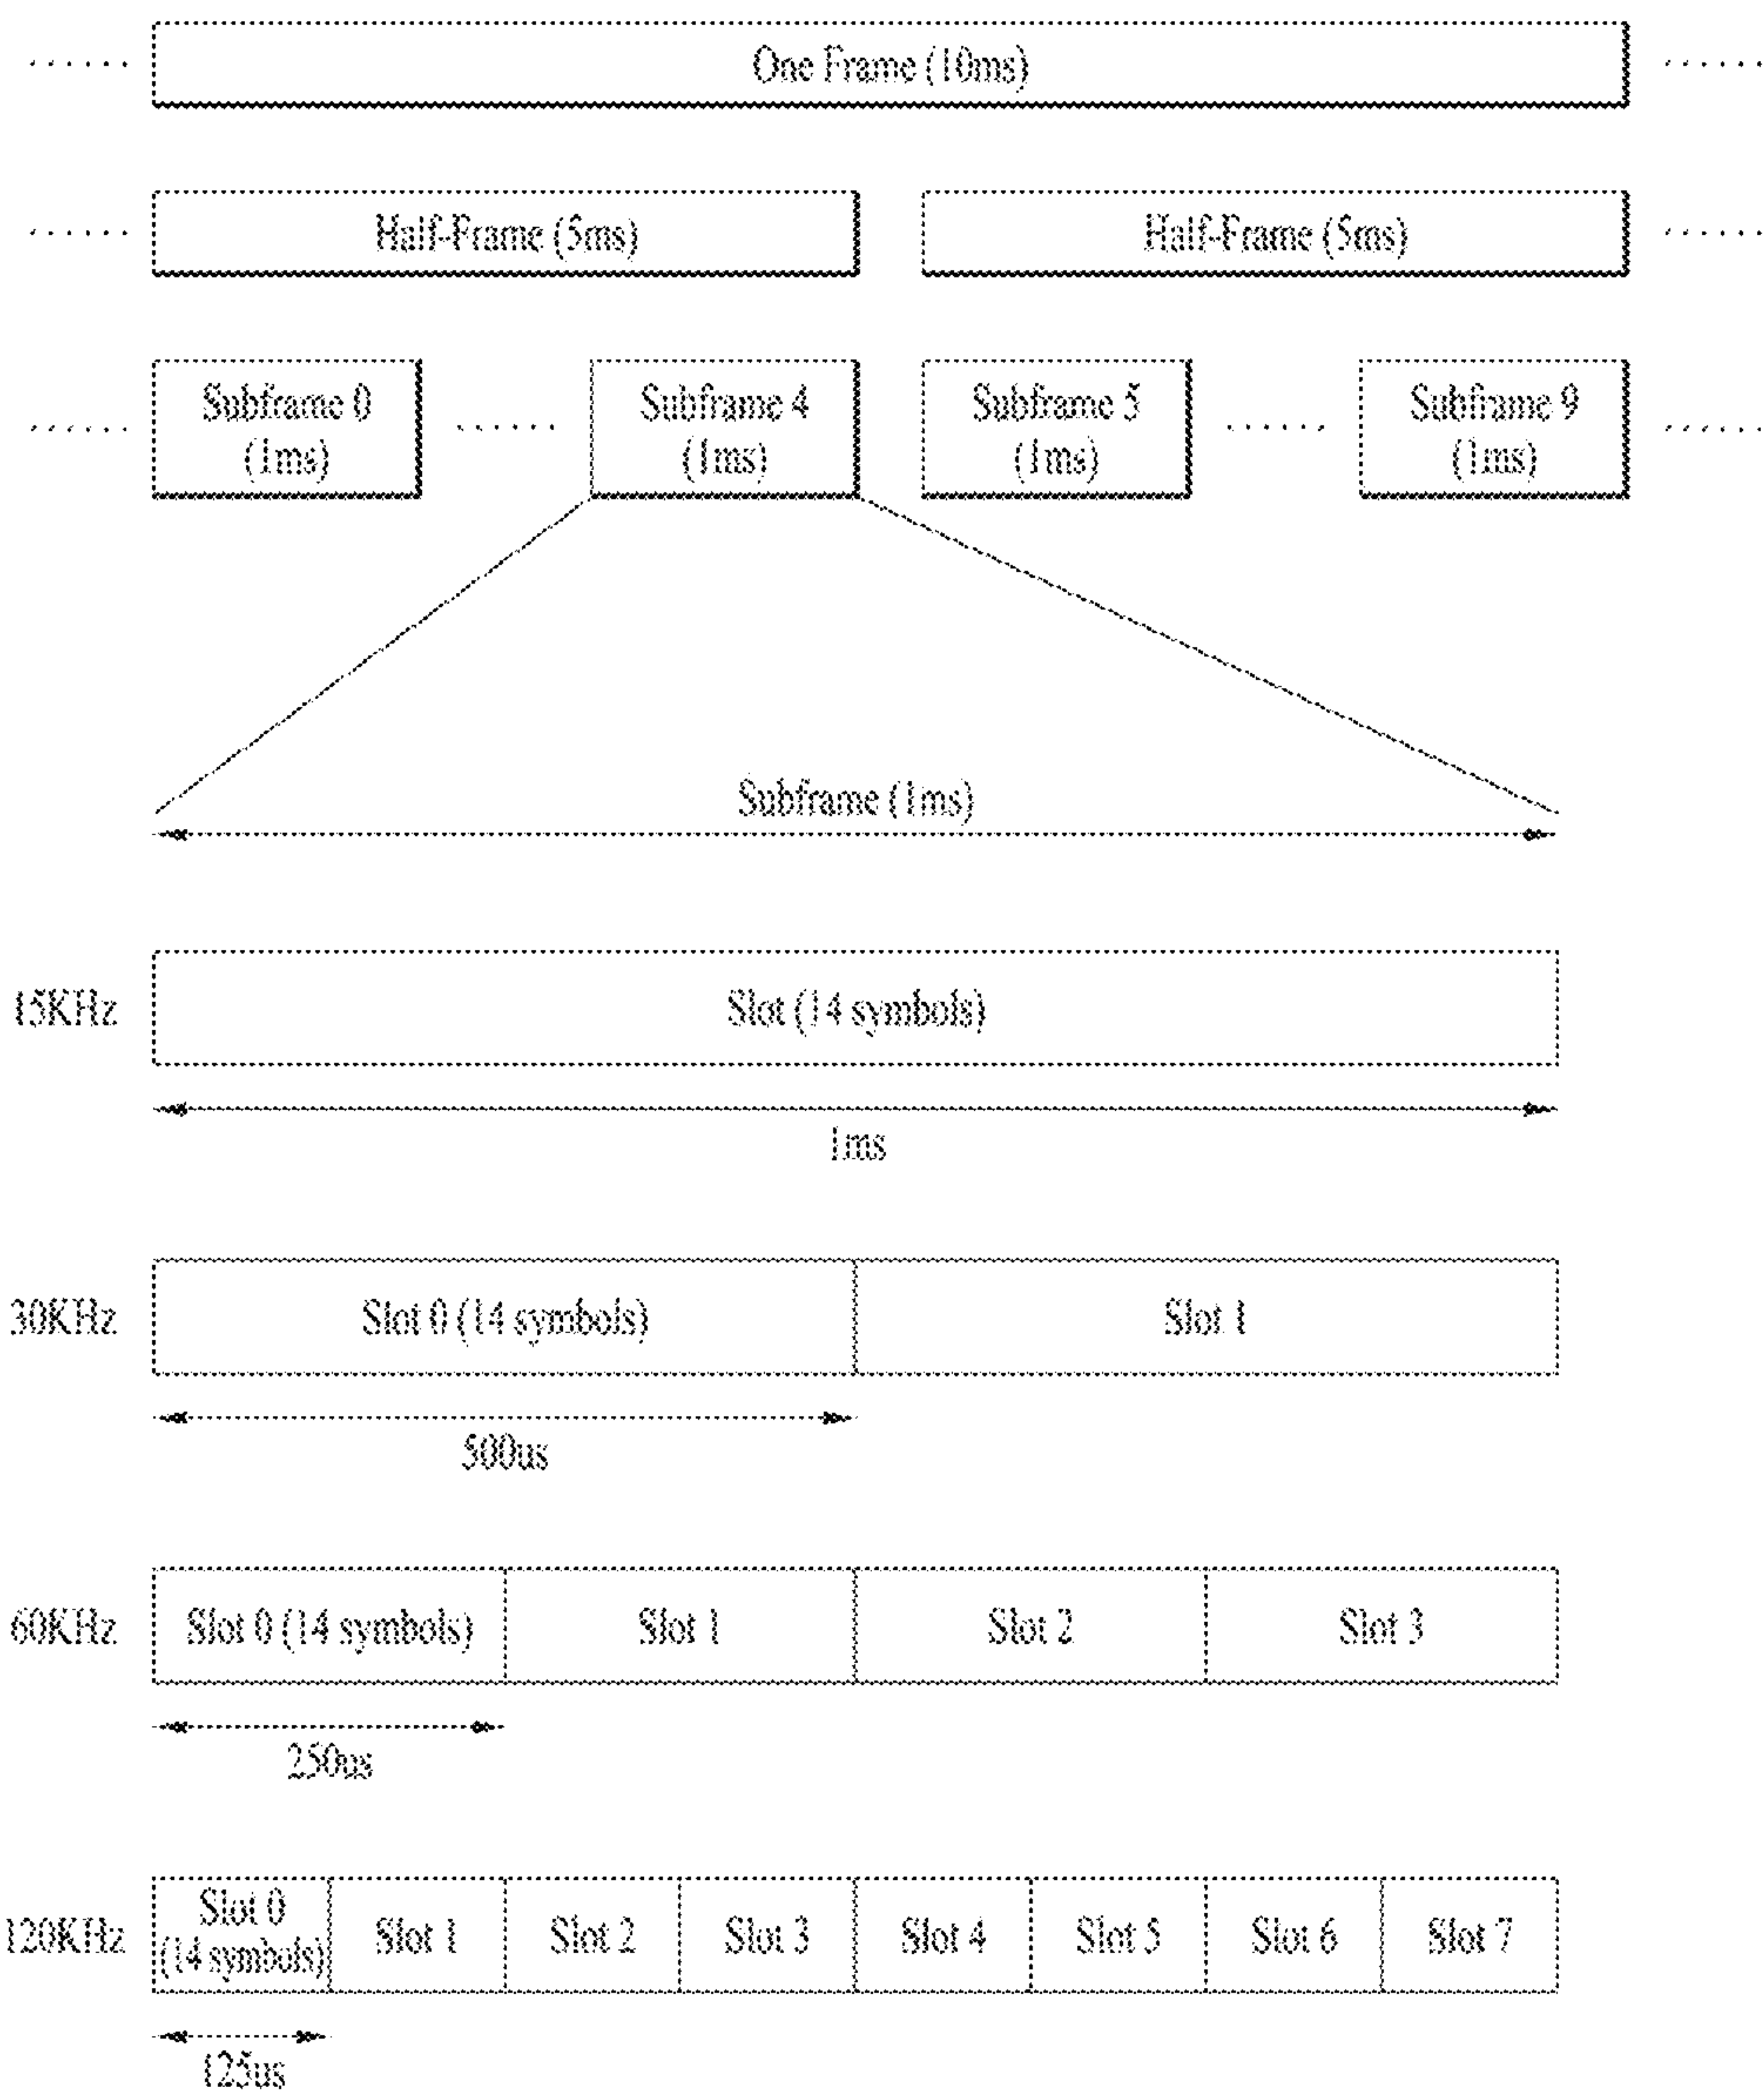 One Frame (10ms)
Half-Frame (5ms) Half-Frame (5ms)
Subframe 0 Subframe 4 Subframe 5 Subframe 9
(1ms) (1ms) (1ms) (1ms)
Subframe (1ms)
15KHz Slot (14 symbols)
1ms
30KHz Slot 0 (14 symbols) Slot 1
500us
60KHz Slot 0 (14 symbols) Slot 1 Slot 2 Slot 3
250us
120KHz Slot 0 (14 symbols) Slot 1 Slot 2 Slot 3 Slot 4 Slot 5 Slot 6 Slot 7
125us